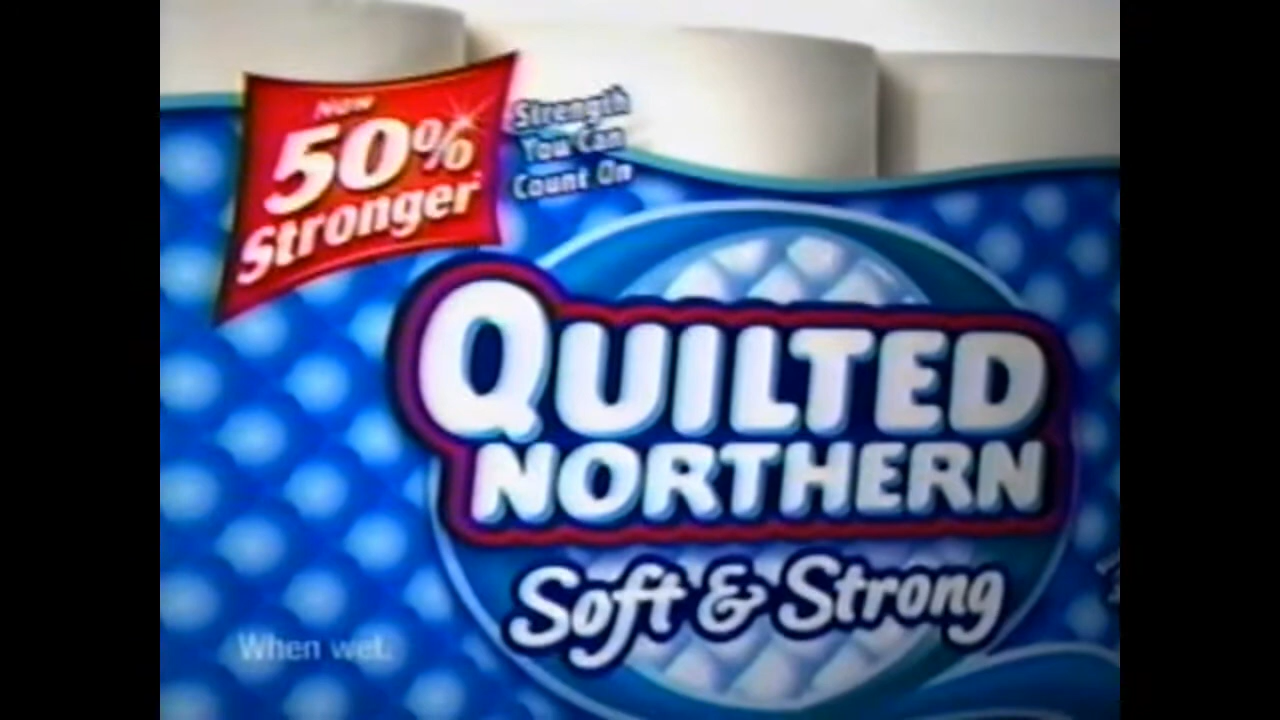 Now
50%
Stronger
Strength
You Can
Count On
QUILTED
NORTHERN
Soft & Strong
When wet.